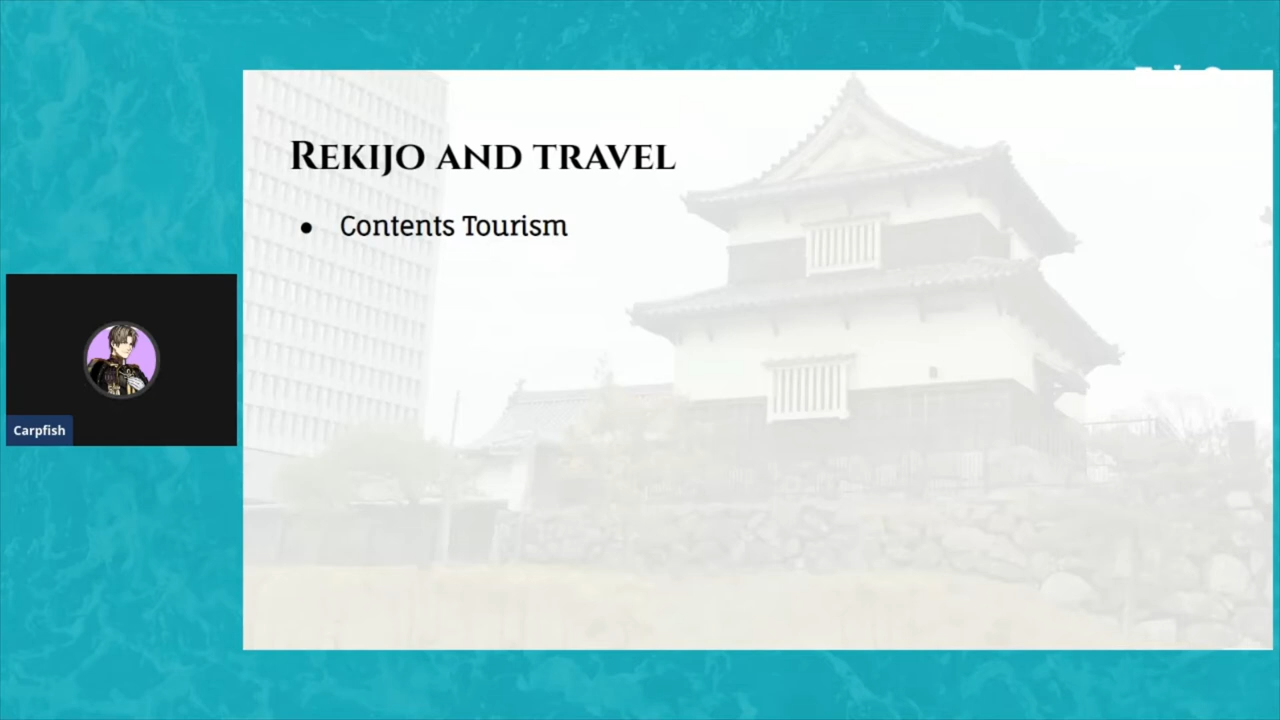 Rekijo and travel
● Contents Tourism
Carpfish